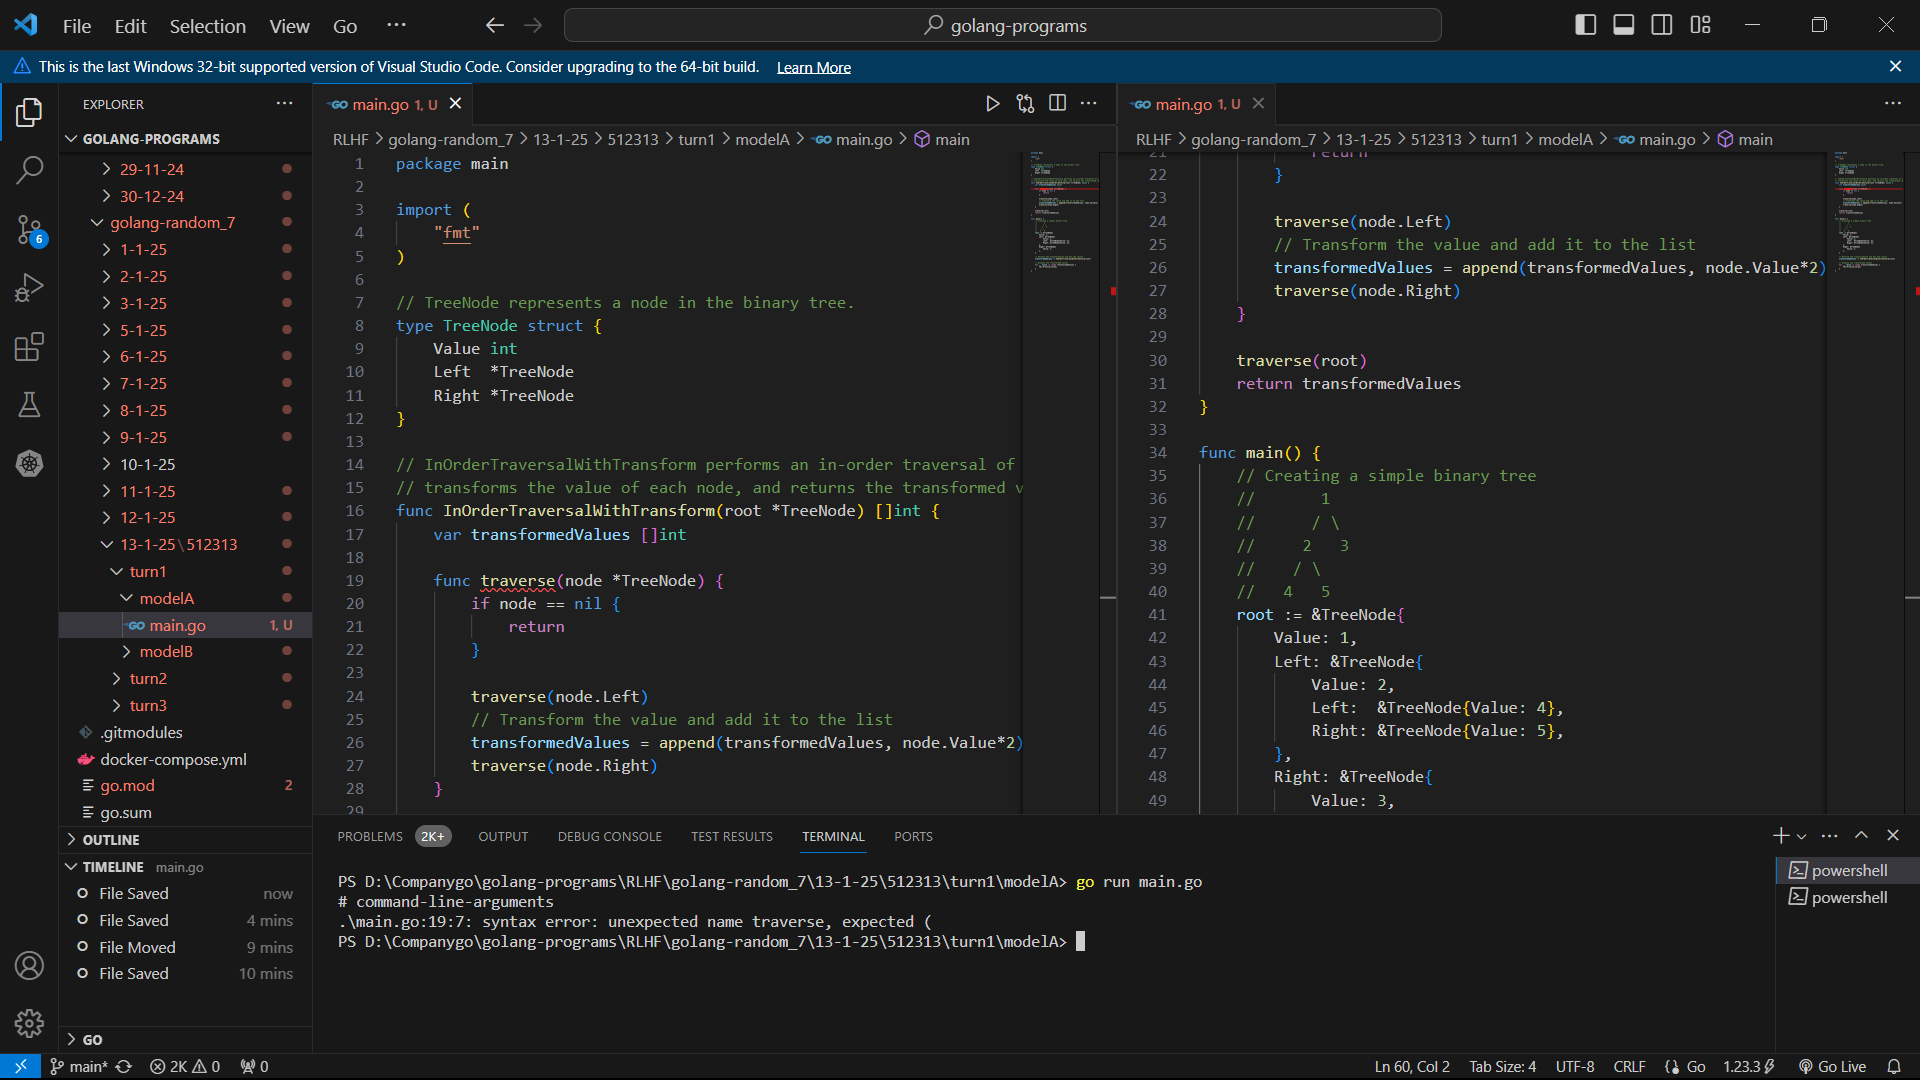 File Edit Selection View Go ···
golang-programs
This is the last Windows 32-bit supported version of Visual Studio Code. Consider upgrading to the 64-bit build. Learn More
EXPLORER
GOLANG-PROGRAMS
29-11-24
30-12-24
golang-random_7
1-1-25
2-1-25
3-1-25
5-1-25
6-1-25
7-1-25
8-1-25
9-1-25
10-1-25
11-1-25
12-1-25
13-1-25\512313
turn1
modelA
GO main.go 1, U
modelB
turn2
turn3
.gitmodules
docker-compose.yml
go.mod 2
go.sum
OUTLINE
TIMELINE main.go
File Saved now
File Saved 4 mins
File Moved 9 mins
File Saved 10 mins
GO
6
GO main.go 1, U
RLHF > golang-random_7 > 13-1-25 > 512313 > turn1 > modelA > GO main.go > main
1 package main
2
3 import (
4 "fmt"
5 )
6
7 // TreeNode represents a node in the binary tree.
8 type TreeNode struct {
9 Value int
10 Left *TreeNode
11 Right *TreeNode
12 }
13
14 // InOrderTraversalWithTransform performs an in-order traversal of
15 // transforms the value of each node, and returns the transformed v
16 func InOrderTraversalWithTransform(root *TreeNode) []int {
17 var transformedValues []int
18
19 func traverse(node *TreeNode) {
20 if node == nil {
21 return
22 }
23
24 traverse(node.Left)
25 // Transform the value and add it to the list
26 transformedValues = append(transformedValues, node.Value*2)
27 traverse(node.Right)
28 }
29
GO main.go 1, U
RLHF > golang-random_7 > 13-1-25 > 512313 > turn1 > modelA > GO main.go > main
21 return
22 }
23
24 traverse(node.Left)
25 // Transform the value and add it to the list
26 transformedValues = append(transformedValues, node.Value*2)
27 traverse(node.Right)
28 }
29
30 traverse(root)
31 return transformedValues
32 }
33
34 func main() {
35 // Creating a simple binary tree
36 // 1
37 // / \
38 // 2 3
39 // / \
40 // 4 5
41 root := &TreeNode{
42 Value: 1,
43 Left: &TreeNode{
44 Value: 2,
45 Left: &TreeNode{Value: 4},
46 Right: &TreeNode{Value: 5},
47 },
48 Right: &TreeNode{
49 Value: 3,
PROBLEMS 2K+ OUTPUT DEBUG CONSOLE TEST RESULTS TERMINAL PORTS
PS D:\Companygo\golang-programs\RLHF\golang-random_7\13-1-25\512313\turn1\modelA> go run main.go
# command-line-arguments
.\main.go:19:7: syntax error: unexpected name traverse, expected (
PS D:\Companygo\golang-programs\RLHF\golang-random_7\13-1-25\512313\turn1\modelA>
powershell
powershell
main* 2K 0 0 Ln 60, Col 2 Tab Size: 4 UTF-8 CRLF Go 1.23.3 Go Live